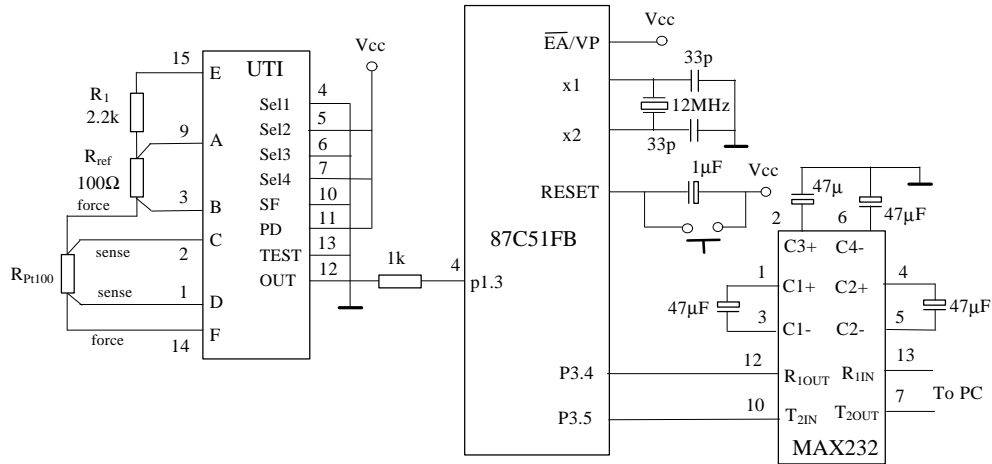 UTI
15
E
R1
2.2k
9
A
Rref
100Ω
force
3
B
C
2
sense
RPt100
1
sense
D
F
force
14
Vcc
4
Sel1
5
Sel2
6
Sel3
7
Sel4
10
SF
11
PD
13
TEST
12
OUT
1k
4
p1.3
87C51FB
EA/VP
Vcc
x1
33p
12MHz
x2
33p
1µF
Vcc
RESET
P3.4
P3.5
47µ
2
6
47µF
C3+
C4-
1
C1+
C2+
4
47µF
47µF
3
C1-
C2-
5
12
R1OUT
R1IN
13
10
T2IN
T2OUT
7
To PC
MAX232